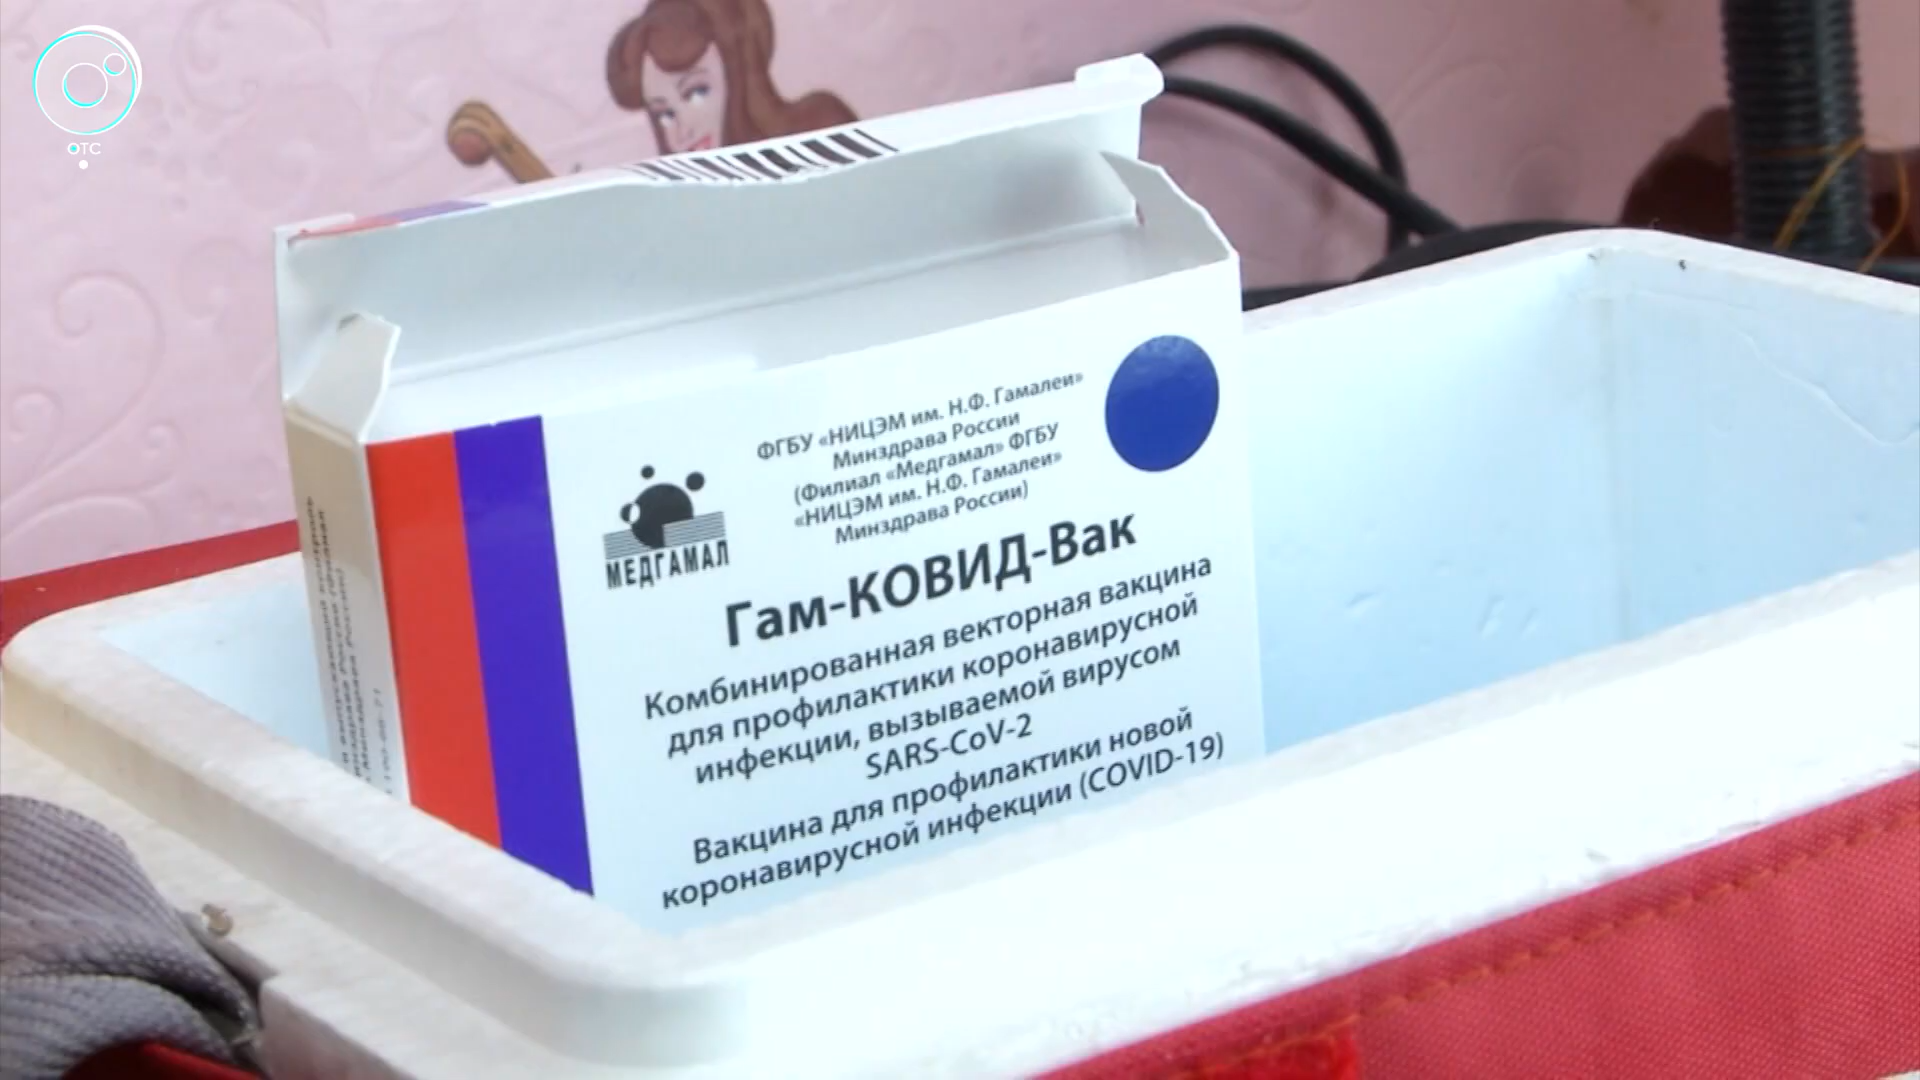 ОТС
ФГБУ «НИЦЭМ им. Н.Ф. Гамалеи»
Минздрава России
(Филиал «Медгамал» ФГБУ
«НИЦЭМ им. Н.Ф. Гамалеи»
Минздрава России)
МЕДГАМАЛ
Гам-КОВИД-Вак
Комбинированная векторная вакцина
для профилактики коронавирусной
инфекции, вызываемой вирусом
SARS-CoV-2
Вакцина для профилактики новой
коронавирусной инфекции (COVID-19)